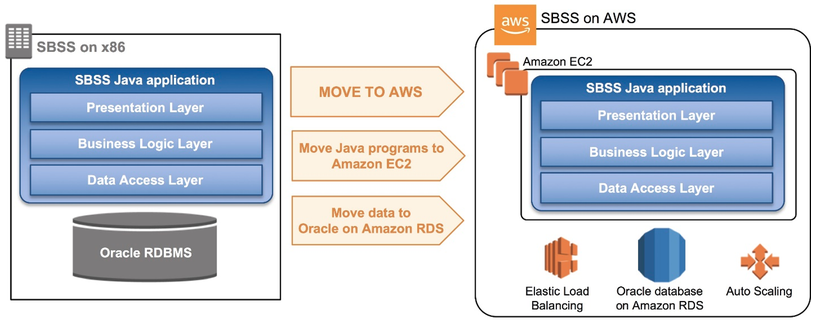 SBSS on x86
SBSS Java application
Presentation Layer
Business Logic Layer
Data Access Layer
Oracle RDBMS
MOVE TO AWS
Move Java programs to
Amazon EC2
Move data to
Oracle on Amazon RDS
aws
SBSS on AWS
Amazon EC2
SBSS Java application
Presentation Layer
Business Logic Layer
Data Access Layer
Elastic Load
Balancing
Oracle database
on Amazon RDS
Auto Scaling